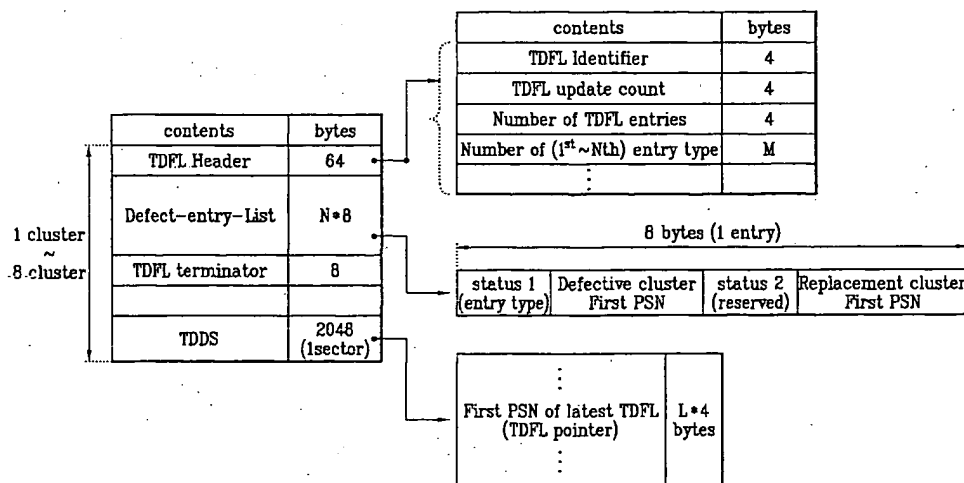 contents bytes
TDFL Identifier 4
TDFL update count 4
Number of TDFL entries 4
Number of (1st~Nth) entry type M
⋮
contents bytes
TDFL Header 64
Defect-entry-List N*8
TDFL terminator 8
TDDS 2048
(1sector)
1 cluster
~
8 cluster
8 bytes (1 entry)
status 1 Defective cluster status 2 Replacement cluster
(entry type) First PSN (reserved) First PSN
⋮
First PSN of latest TDFL L*4
(TDFL pointer) bytes
⋮